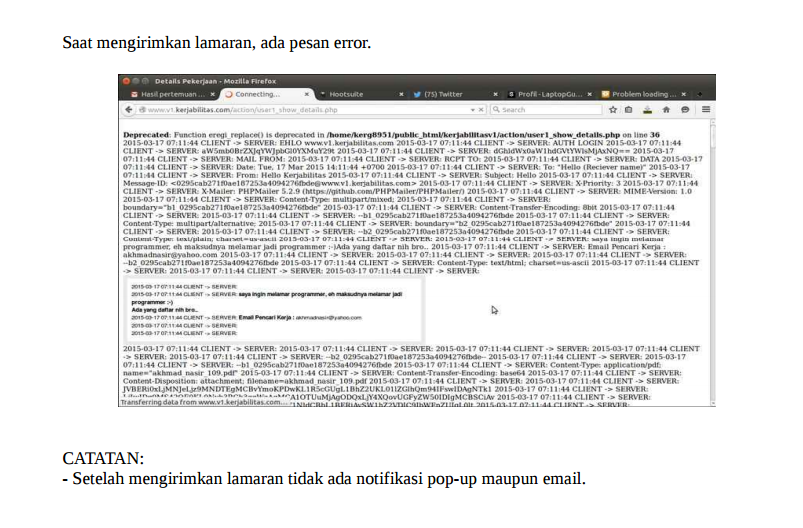 Saat mengirimkan lamaran, ada pesan error.
Details Pekerjaan - Mozilla Firefox
Hasil pertemuan ... Connecting... Hootsuite (75) Twitter Profil - LaptopGu... Problem loading ...
www.v1.kerjabilitas.com/action/user1_show_details.php Search
Deprecated: Function eregi_replace() is deprecated in /home/kerg8951/public_html/kerjabilitasv1/action/user1_show_details.php on line 36
2015-03-17 07:11:44 CLIENT -> SERVER: EHLO www.v1.kerjabilitas.com 2015-03-17 07:11:44 CLIENT -> SERVER: AUTH LOGIN 2015-03-17 07:11:44
CLIENT -> SERVER: 2015-03-17 07:11:44 CLIENT -> SERVER: 2015-03-17
07:11:44 CLIENT -> SERVER: MAIL FROM: 2015-03-17 07:11:44 CLIENT -> SERVER: RCPT TO: 2015-03-17 07:11:44 CLIENT -> SERVER: DATA 2015-03-17
07:11:44 CLIENT -> SERVER: Date: Tue, 17 Mar 2015 14:11:44 +0700 2015-03-17 07:11:44 CLIENT -> SERVER: To: "Hello (Reciever name)" 2015-03-17
07:11:44 CLIENT -> SERVER: From: Hello Kerjabilitas 2015-03-17 07:11:44 CLIENT -> SERVER: Subject: Hello 2015-03-17 07:11:44 CLIENT -> SERVER:
Message-ID: <0295cab271f0ae187253a4094276fbde@www.v1.kerjabilitas.com> 2015-03-17 07:11:44 CLIENT -> SERVER: X-Priority: 3 2015-03-17 07:11:44
CLIENT -> SERVER: X-Mailer: PHPMailer 5.2.9 (https://github.com/PHPMailer/PHPMailer/) 2015-03-17 07:11:44 CLIENT -> SERVER: MIME-Version: 1.0
2015-03-17 07:11:44 CLIENT -> SERVER: Content-Type: multipart/mixed; 2015-03-17 07:11:44 CLIENT -> SERVER:
boundary="b1_0295cab271f0ae187253a4094276fbde" 2015-03-17 07:11:44 CLIENT -> SERVER: Content-Transfer-Encoding: 8bit 2015-03-17 07:11:44
CLIENT -> SERVER: 2015-03-17 07:11:44 CLIENT -> SERVER: --b1_0295cab271f0ae187253a4094276fbde 2015-03-17 07:11:44 CLIENT -> SERVER:
Content-Type: multipart/alternative; 2015-03-17 07:11:44 CLIENT -> SERVER: boundary="b2_0295cab271f0ae187253a4094276fbde" 2015-03-17 07:11:44
CLIENT -> SERVER: 2015-03-17 07:11:44 CLIENT -> SERVER: --b2_0295cab271f0ae187253a4094276fbde 2015-03-17 07:11:44 CLIENT -> SERVER:
Content-Type: text/plain; charset=us-ascii 2015-03-17 07:11:44 CLIENT -> SERVER: 2015-03-17 07:11:44 CLIENT -> SERVER: saya ingin melamar
programmer, eh maksudnya melamar jadi programmer :-)Ada yang daftar nih bro.. 2015-03-17 07:11:44 CLIENT -> SERVER: Email Pencari Kerja :
akhmadnasir@yahoo.com 2015-03-17 07:11:44 CLIENT -> SERVER: 2015-03-17 07:11:44 CLIENT -> SERVER: 2015-03-17 07:11:44 CLIENT -> SERVER:
--b2_0295cab271f0ae187253a4094276fbde 2015-03-17 07:11:44 CLIENT -> SERVER: Content-Type: text/html; charset=us-ascii 2015-03-17 07:11:44 CLIENT
-> SERVER: 2015-03-17 07:11:44 CLIENT -> SERVER: 2015-03-17 07:11:44 CLIENT -> SERVER:
2015-03-17 07:11:44 CLIENT -> SERVER:
2015-03-17 07:11:44 CLIENT -> SERVER: saya ingin melamar programmer, eh maksudnya melamar jadi
programmer :-)
Ada yang daftar nih bro..
2015-03-17 07:11:44 CLIENT -> SERVER: Email Pencari Kerja : akhmadnasir@yahoo.com
2015-03-17 07:11:44 CLIENT -> SERVER:
2015-03-17 07:11:44 CLIENT -> SERVER:
2015-03-17 07:11:44 CLIENT -> SERVER: 2015-03-17 07:11:44 CLIENT -> SERVER: 2015-03-17 07:11:44 CLIENT -> SERVER: 2015-03-17 07:11:44 CLIENT
-> SERVER: 2015-03-17 07:11:44 CLIENT -> SERVER: --b2_0295cab271f0ae187253a4094276fbde-- 2015-03-17 07:11:44 CLIENT -> SERVER: 2015-03-17
07:11:44 CLIENT -> SERVER: --b1_0295cab271f0ae187253a4094276fbde 2015-03-17 07:11:44 CLIENT -> SERVER: Content-Type: application/pdf;
name="akhmad_nasir_109.pdf" 2015-03-17 07:11:44 CLIENT -> SERVER: Content-Transfer-Encoding: base64 2015-03-17 07:11:44 CLIENT -> SERVER:
Content-Disposition: attachment; filename=akhmad_nasir_109.pdf 2015-03-17 07:11:44 CLIENT -> SERVER: 2015-03-17 07:11:44 CLIENT -> SERVER:
2015-03-17 07:11:44 CLIENT -> SERVER:
Transferring data from www.v1.kerjabilitas.com...
CATATAN:
- Setelah mengirimkan lamaran tidak ada notifikasi pop-up maupun email.